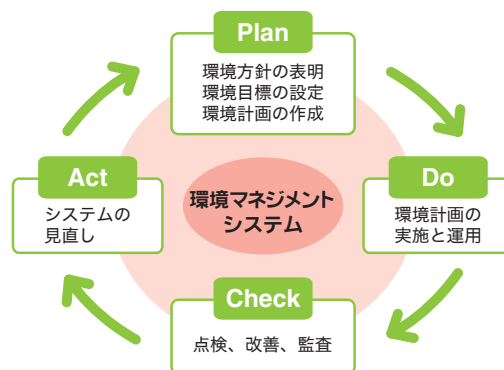 Plan
環境方針の表明
環境目標の設定
環境計画の作成
Act
システムの
見直し
環境マネジメント
システム
Do
環境計画の
実施と運用
Check
点検、改善、監査